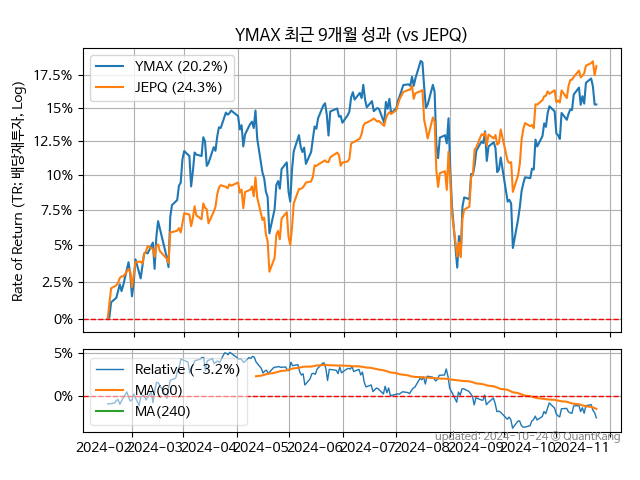 YMAX 최근 9개월 성과 (vs JEPQ)
Rate of Return (TR: 배당재투자, Log)
17.5%
15%
12.5%
10%
7.5%
5%
2.5%
0%
YMAX (20.2%)
JEPQ (24.3%)
5%
0%
Relative (−3.2%)
MA(60)
MA(240)
updated: 2024-10-24 @ QuantKang
2024-02
2024-03
2024-04
2024-05
2024-06
2024-07
2024-08
2024-09
2024-10
2024-11